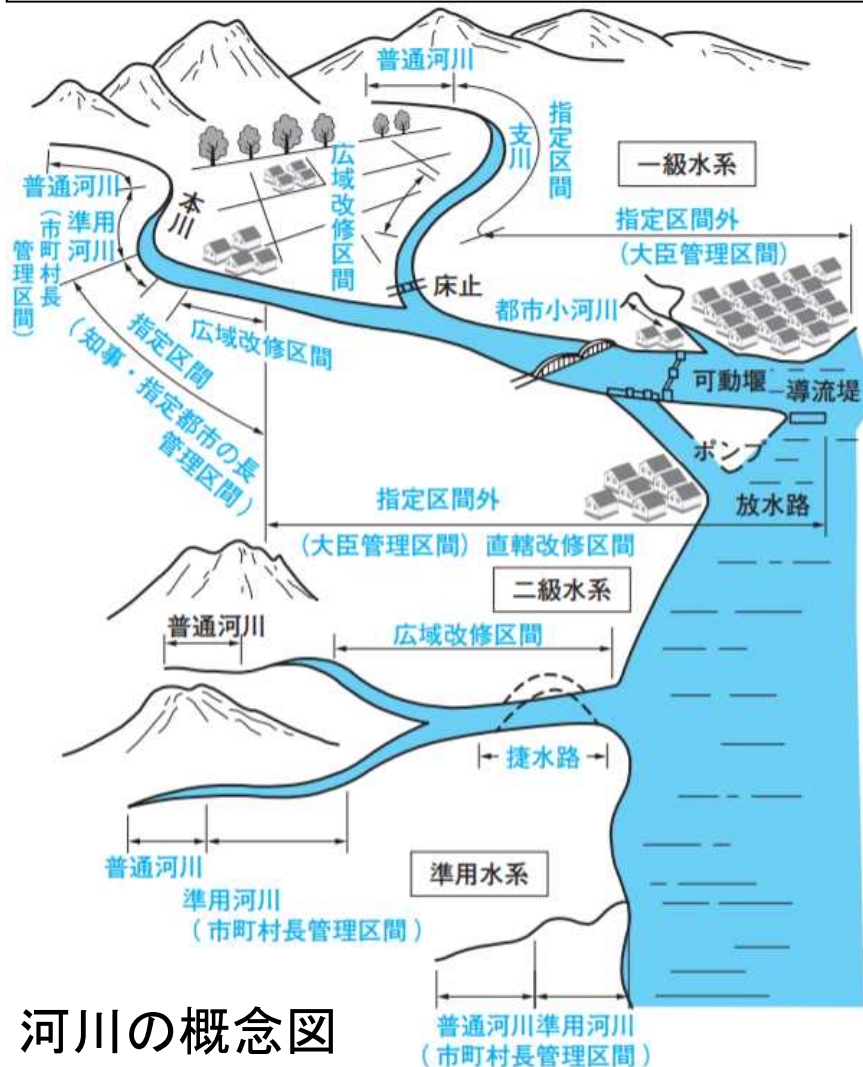 普通河川
指定区間
支川
一級水系
広域改修区間
普通河川
準用河川
(市町村長管理区間)
本川
指定区間外
(大臣管理区間)
床止
都市小河川
広域改修区間
指定区間
(知事・指定都市の長管理区間)
可動堰
導流堤
ポンプ
放水路
指定区間外
(大臣管理区間)直轄改修区間
二級水系
普通河川
広域改修区間
捷水路
普通河川
準用河川
(市町村長管理区間)
準用水系
普通河川準用河川
(市町村長管理区間)
河川の概念図